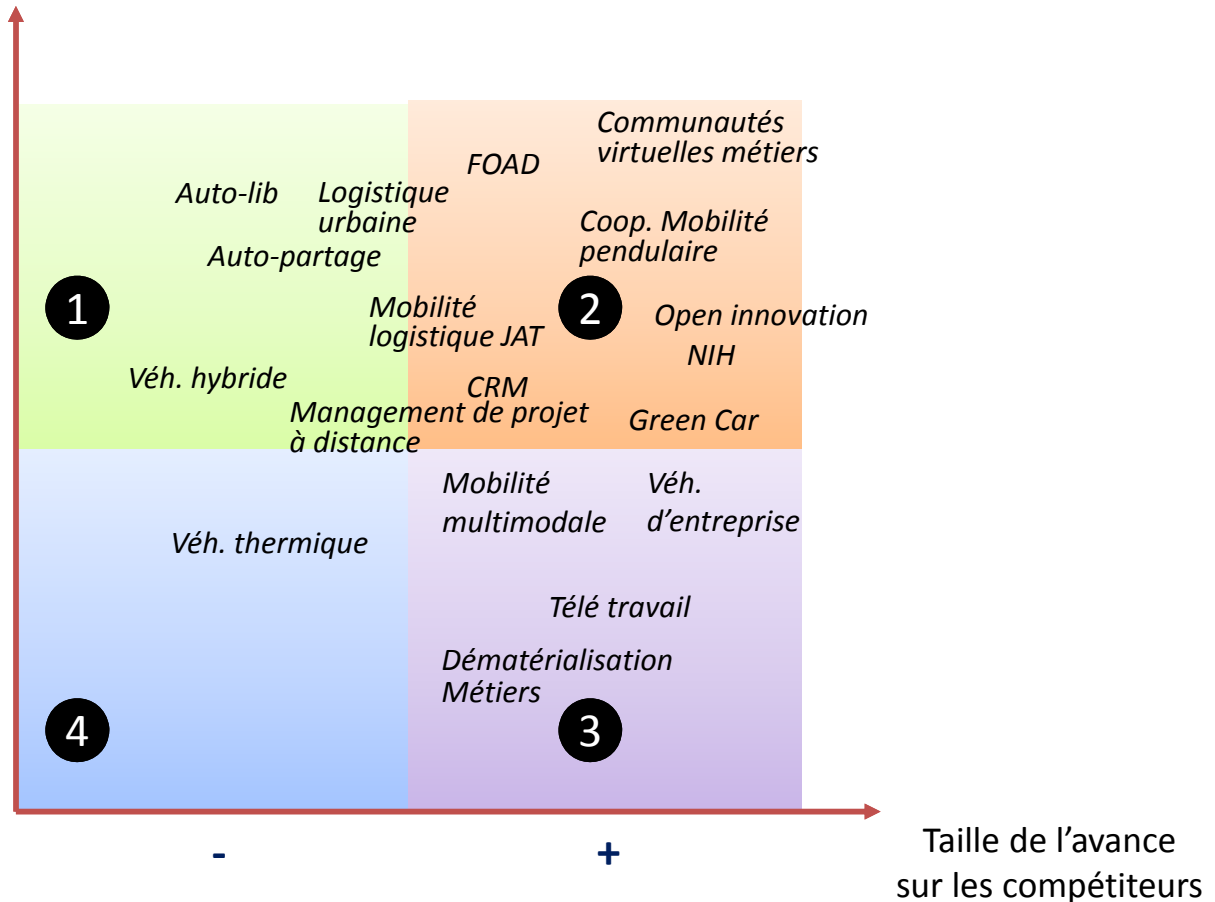 Communautés
virtuelles métiers
FOAD
Auto-lib
Logistique
urbaine
Coop. Mobilité
pendulaire
Auto-partage
1
Mobilité
logistique JAT
2
Open innovation
NIH
Véh. hybride
CRM
Management de projet
à distance
Green Car
Mobilité
multimodale
Véh.
d’entreprise
Véh. thermique
Télé travail
Dématérialisation
Métiers
4
3
-
+
Taille de l’avance
sur les compétiteurs